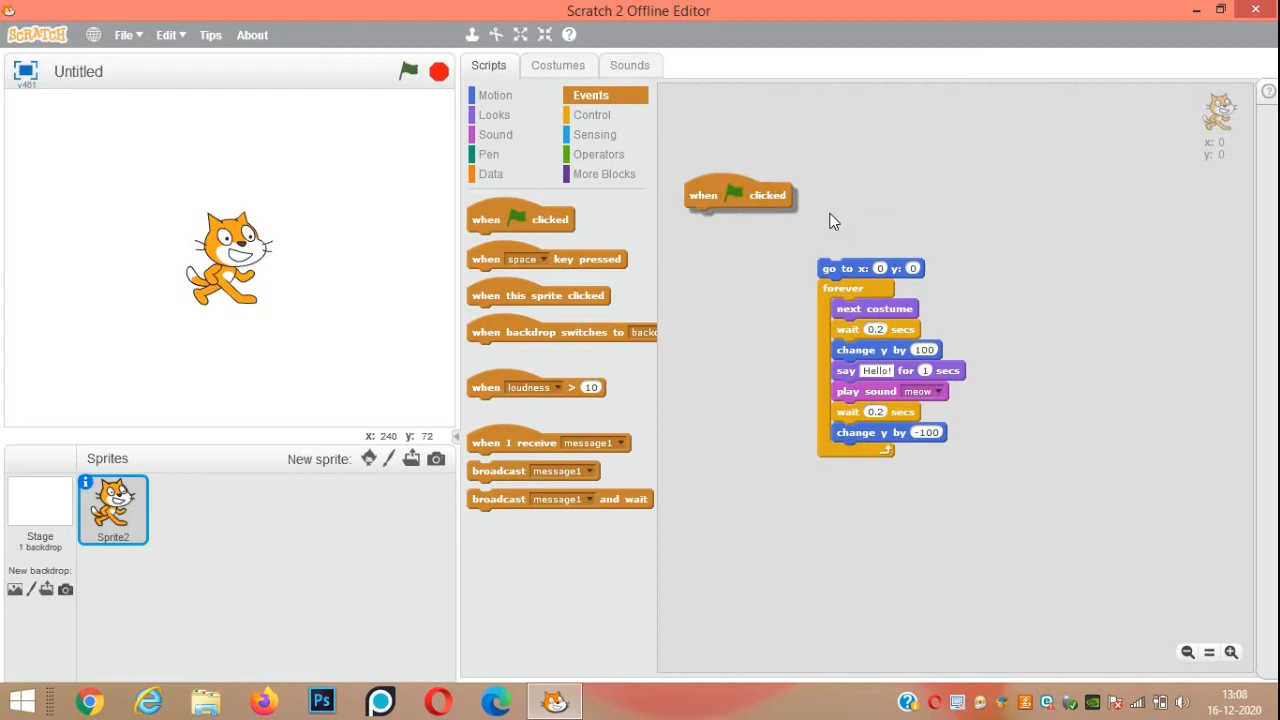 Scratch 2 Offline Editor
SCRATCH File Edit Tips About
v461 Untitled
Scripts Costumes Sounds
Motion Events
Looks Control
Sound Sensing
Pen Operators
Data More Blocks
when clicked
when space key pressed
when this sprite clicked
when backdrop switches to backd
when loudness > 10
when I receive message1
broadcast message1
broadcast message1 and wait
x: 0
y: 0
when clicked
go to x: 0 y: 0
forever
next costume
wait 0.2 secs
change y by 100
say Hello! for 1 secs
play sound meow
wait 0.2 secs
change y by -100
x: 240 y: 72
Sprites New sprite:
Stage
1 backdrop
Sprite2
New backdrop:
Ps
13:08
16-12-2020